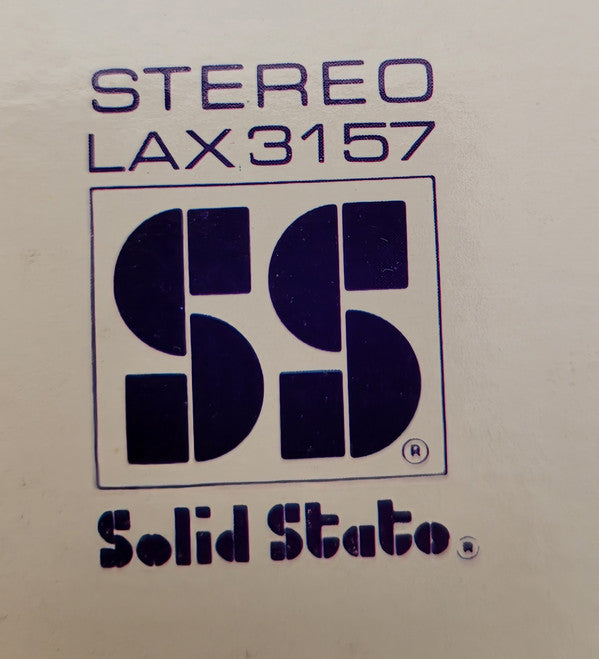 STEREO
LAX 3157
SS
®
Solid State ®